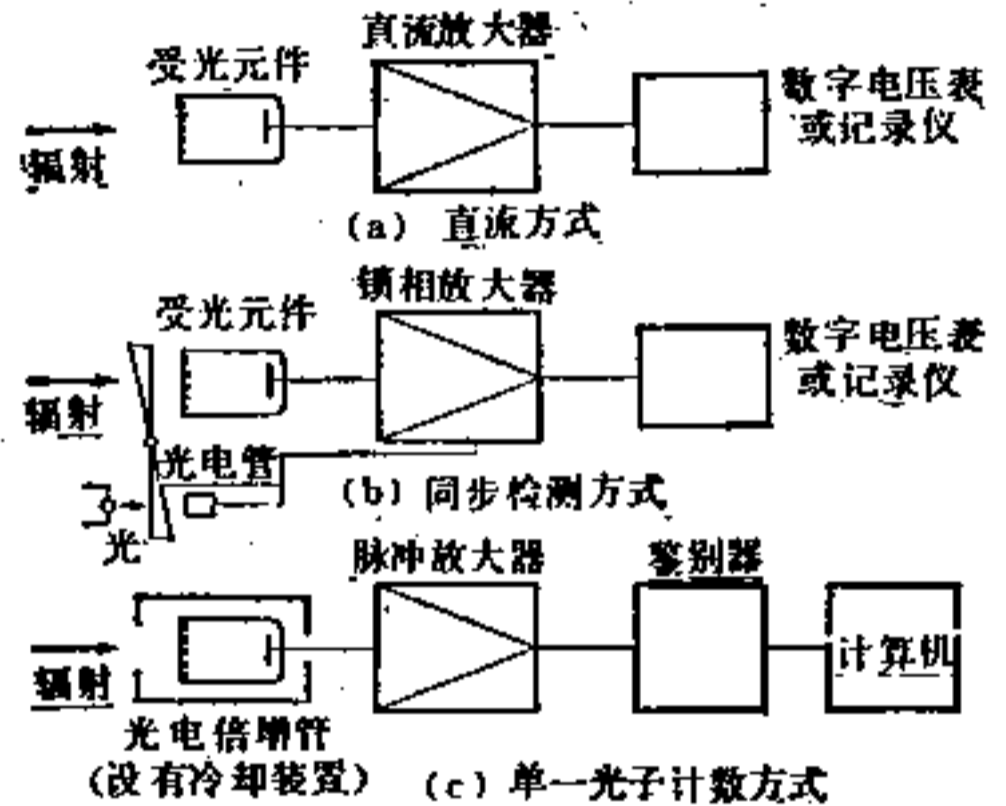 直流放大器
受光元件
数字电压表
或记录仪
辐射
(a) 直流方式
锁相放大器
受光元件
数字电压表
或记录仪
辐射
光电管
(b) 同步检测方式
光
脉冲放大器
鉴别器
计算机
辐射
光电倍增管
(设有冷却装置)
(c) 单一光子计数方式